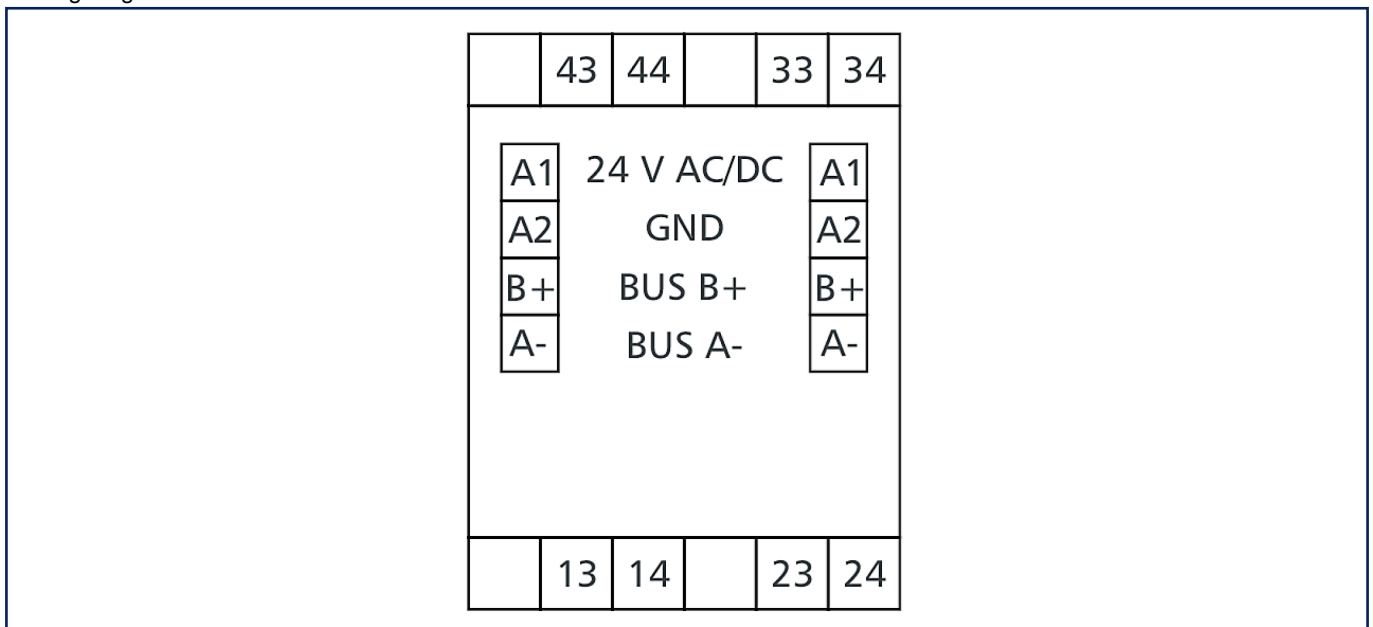 43 44 33 34
A1 24 V AC/DC A1
A2 GND A2
B+ BUS B+ B+
A- BUS A- A-
13 14 23 24